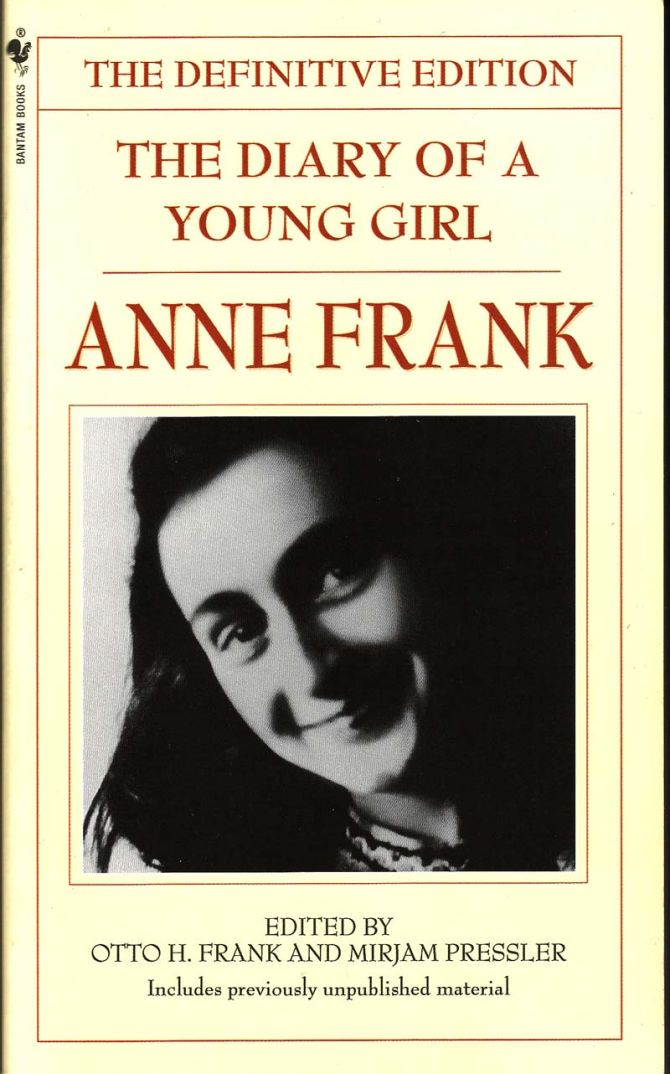 ®
BANTAM BOOKS
THE DEFINITIVE EDITION
THE DIARY OF A
YOUNG GIRL
ANNE FRANK
EDITED BY
OTTO H. FRANK AND MIRJAM PRESSLER
Includes previously unpublished material